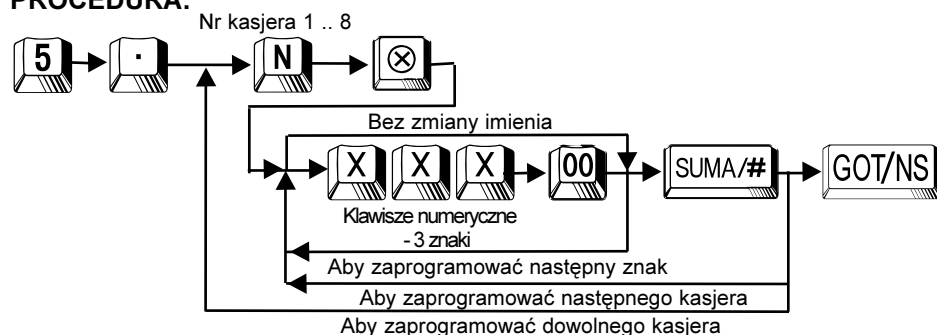 PROCEDURA:
Nr kasjera 1 .. 8
5 · N ⊗
Bez zmiany imienia
X X X 00 SUMA/# GOT/NS
Klawisze numeryczne
- 3 znaki
Aby zaprogramować następny znak
Aby zaprogramować następnego kasjera
Aby zaprogramować dowolnego kasjera